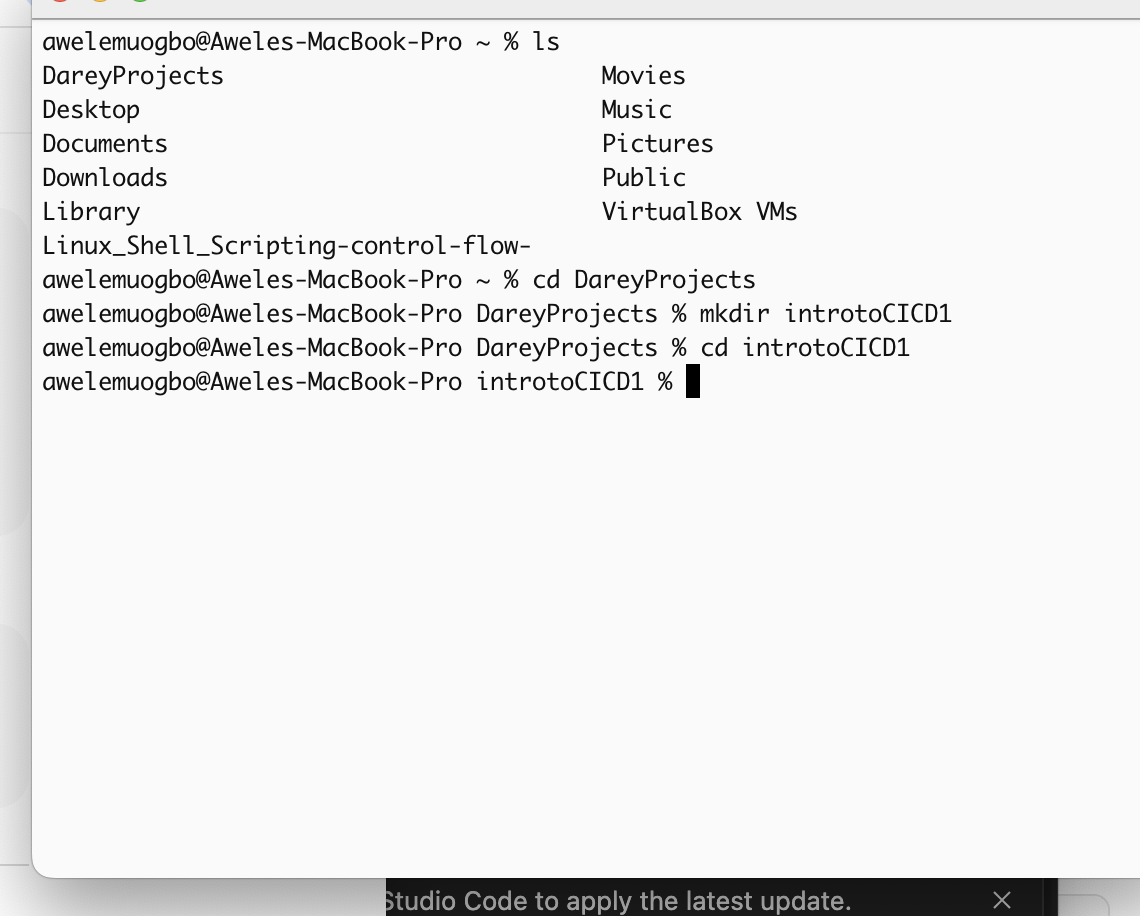 awelemuogbo@Aweles-MacBook-Pro ~ % ls
DareyProjects Movies
Desktop Music
Documents Pictures
Downloads Public
Library VirtualBox VMs
Linux_Shell_Scripting-control-flow-
awelemuogbo@Aweles-MacBook-Pro ~ % cd DareyProjects
awelemuogbo@Aweles-MacBook-Pro DareyProjects % mkdir introtoCICD1
awelemuogbo@Aweles-MacBook-Pro DareyProjects % cd introtoCICD1
awelemuogbo@Aweles-MacBook-Pro introtoCICD1 %
Studio Code to apply the latest update.